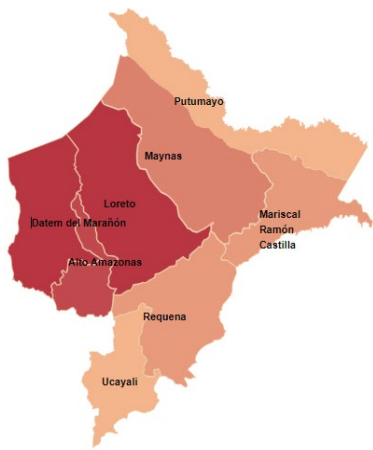 Putumayo
Maynas
Loreto
Mariscal
Ramón
Castilla
Datem del Marañón
Alto Amazonas
Requena
Ucayali